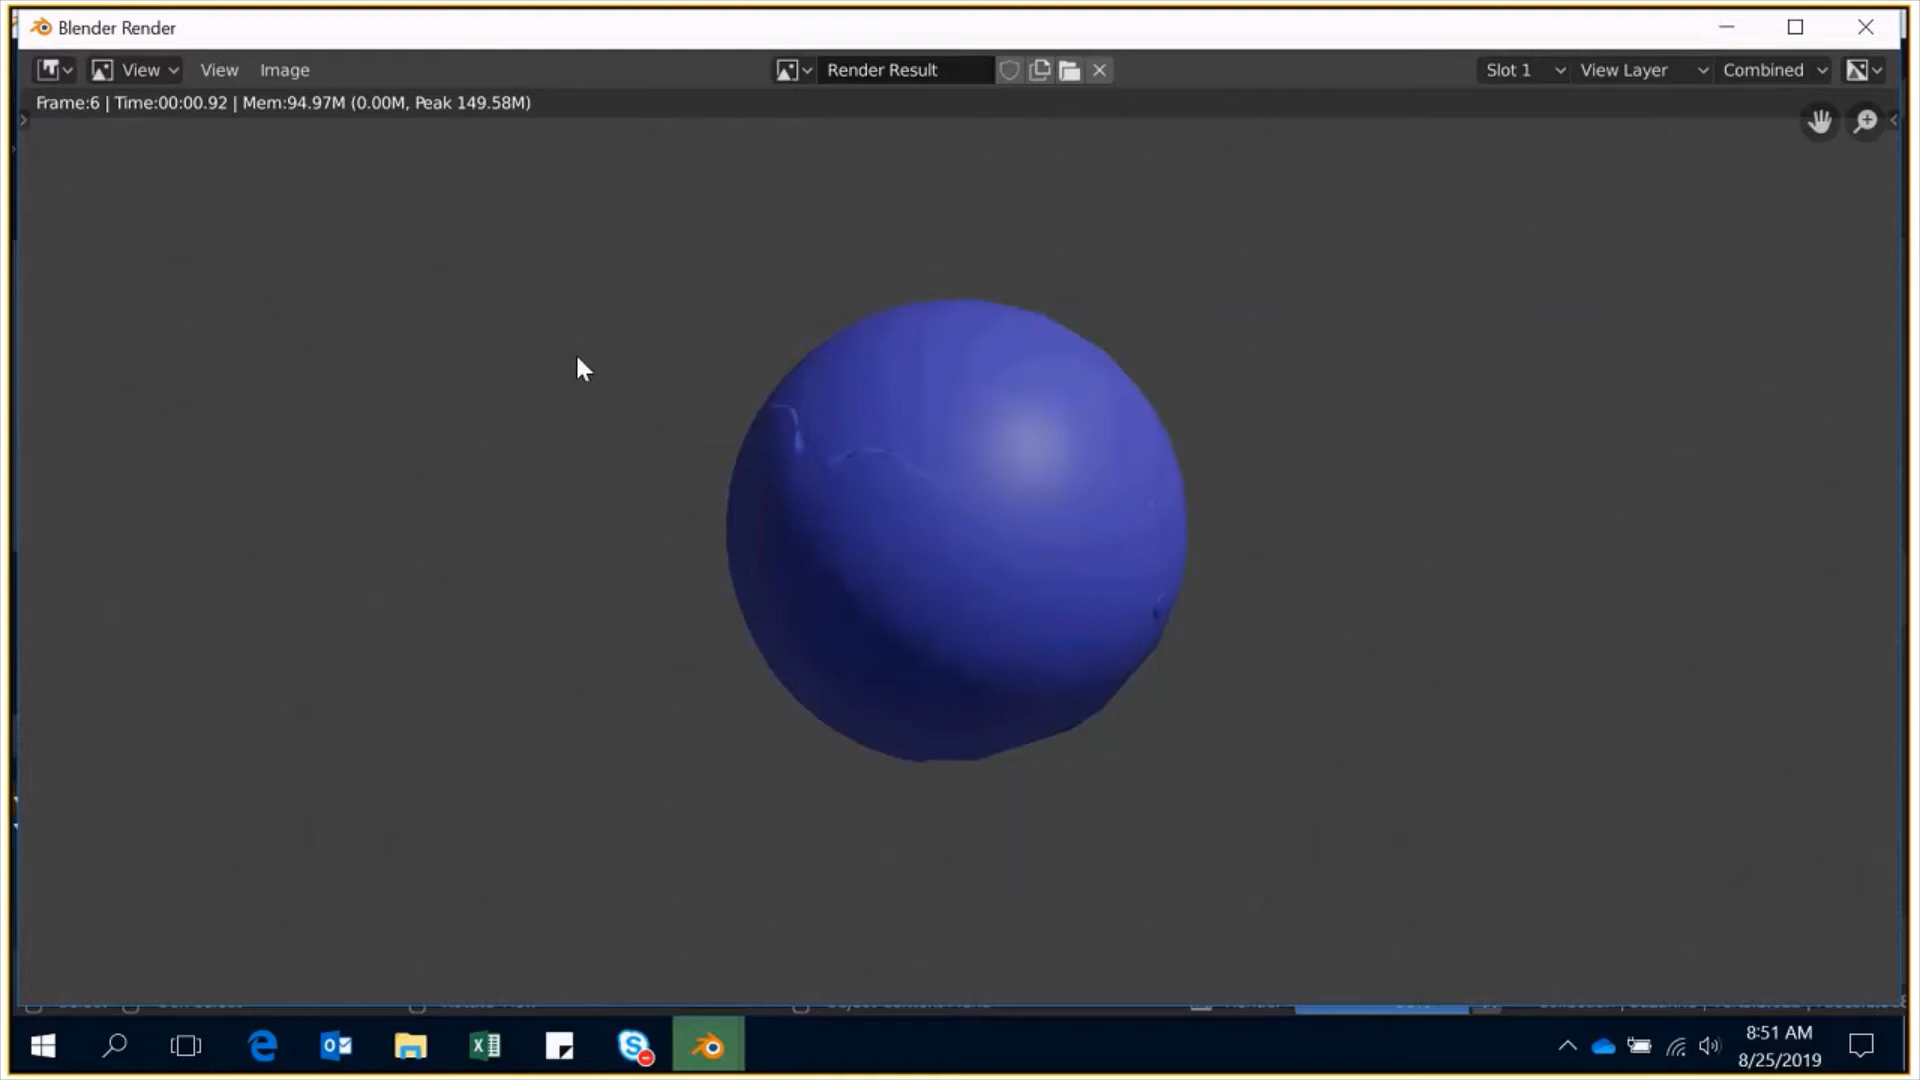 Blender Render
View View Image Render Result Slot 1 View Layer Combined
Frame:6 | Time:00:00.92 | Mem:94.97M (0.00M, Peak 149.58M)
8:51 AM
8/25/2019